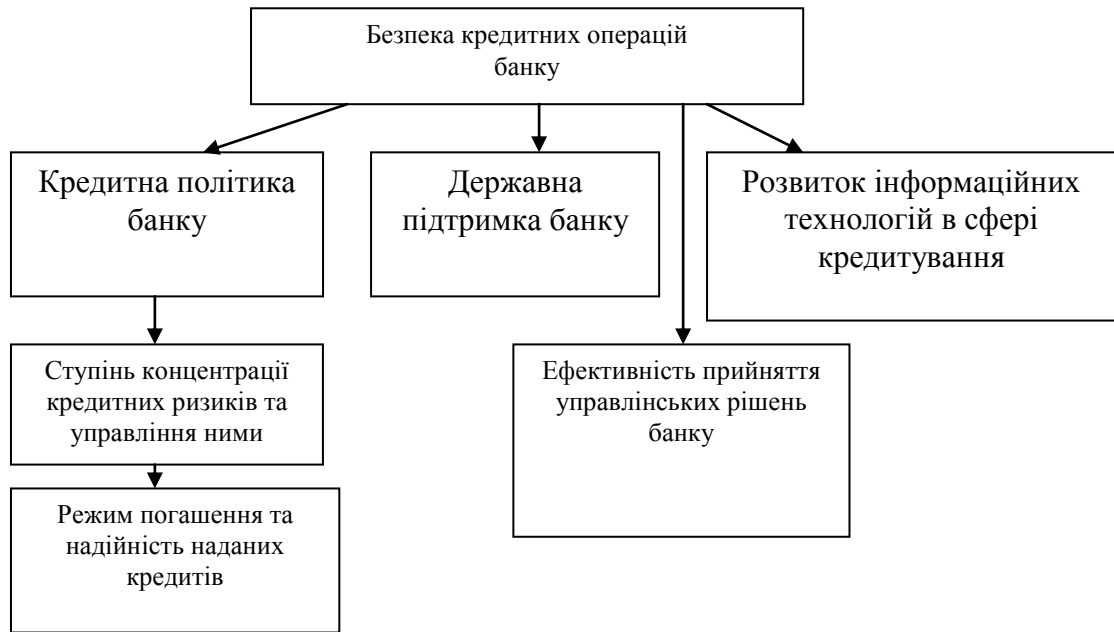 Безпека кредитних операцій
банку
Кредитна політика
банку
Державна
підтримка банку
Розвиток інформаційних
технологій в сфері
кредитування
Ступінь концентрації
кредитних ризиків та
управління ними
Ефективність прийняття
управлінських рішень
банку
Режим погашення та
надійність наданих
кредитів